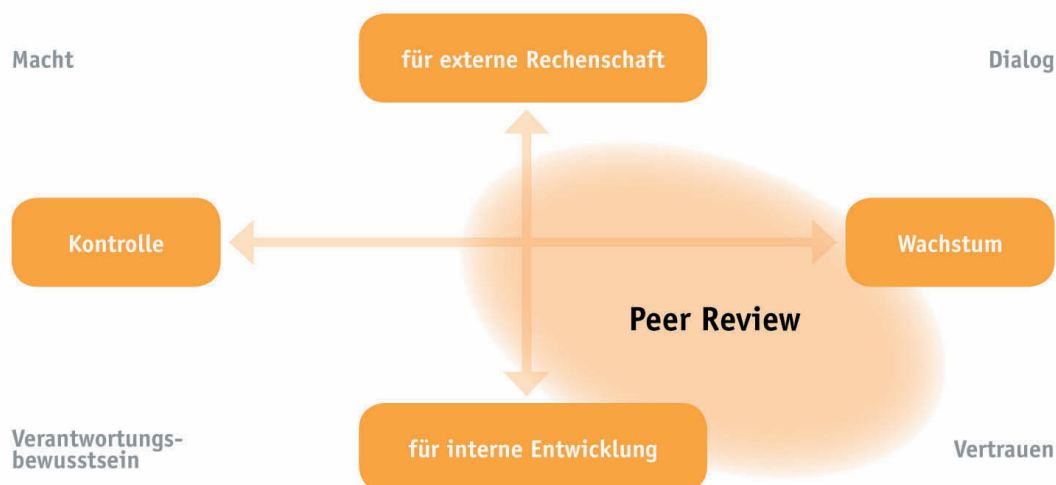 Macht
für externe Rechenschaft
Dialog
Kontrolle
Wachstum
Peer Review
Verantwortungs-
bewusstsein
für interne Entwicklung
Vertrauen